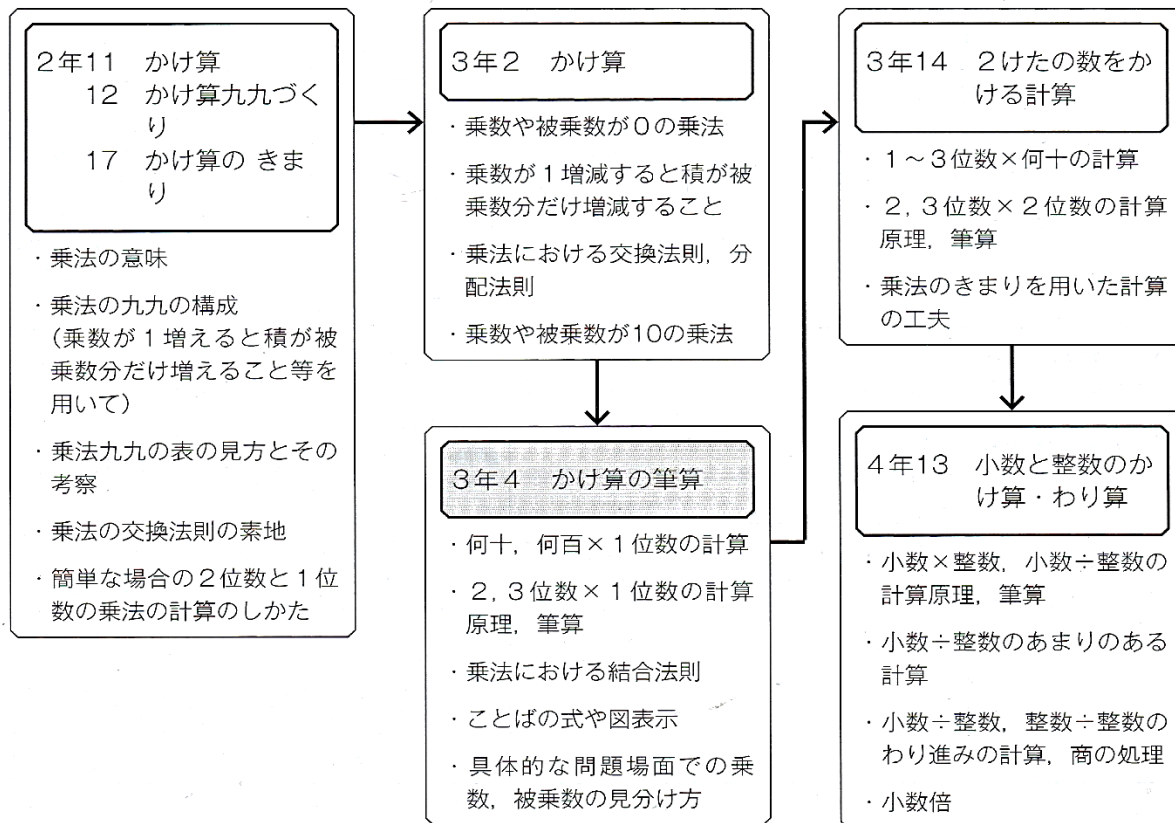 2年11 かけ算
12 かけ算九九づく
り
17 かけ算の きま
り
・乗法の意味
・乗法の九九の構成
(乗数が1増えると積が被
乗数分だけ増えること等を
用いて)
・乗法九九の表の見方とその
考察
・乗法の交換法則の素地
・簡単な場合の2位数と1位
数の乗法の計算のしかた
3年2 かけ算
・乗数や被乗数が0の乗法
・乗数が1増減すると積が被
乗数分だけ増減すること
・乗法における交換法則，分
配法則
・乗数や被乗数が10の乗法
3年4 かけ算の筆算
・何十，何百×1位数の計算
・2，3位数×1位数の計算
原理，筆算
・乗法における結合法則
・ことばの式や図表示
・具体的な問題場面での乗
数，被乗数の見分け方
3年14 2けたの数をか
ける計算
・1～3位数×何十の計算
・2，3位数×2位数の計算
原理，筆算
・乗法のきまりを用いた計算
の工夫
4年13 小数と整数のか
け算・わり算
・小数×整数，小数÷整数の
計算原理，筆算
・小数÷整数のあまりのある
計算
・小数÷整数，整数÷整数の
わり進みの計算，商の処理
・小数倍